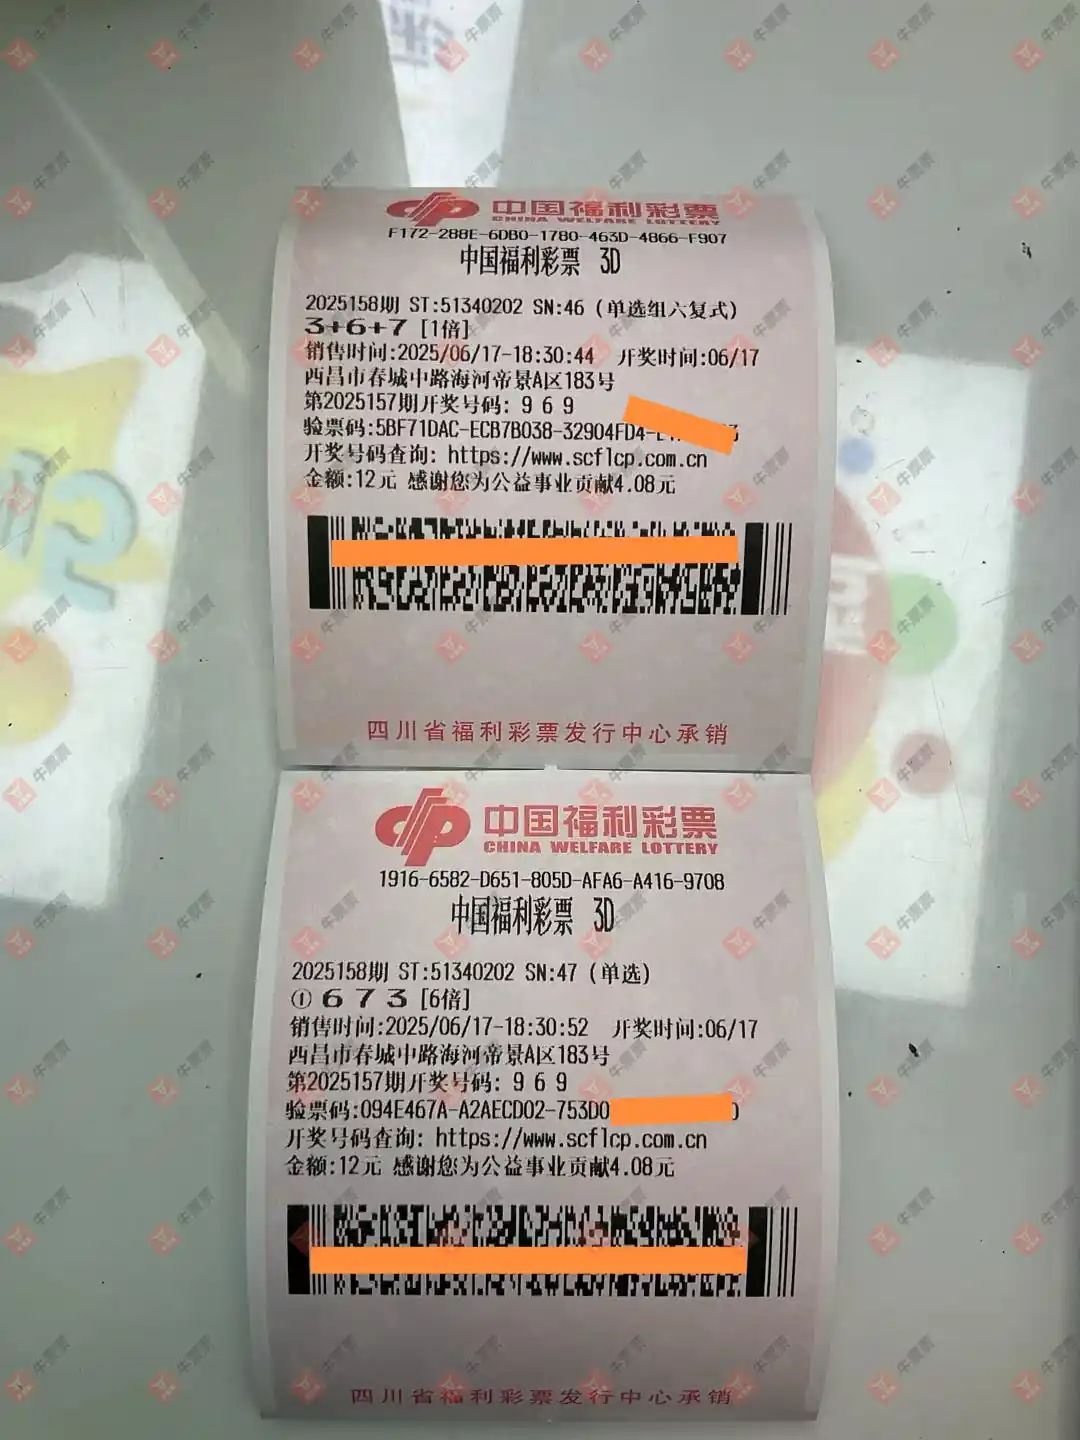 中国福利彩票
CHINA WELFARE LOTTERY
F172-288E-6DB0-1780-463D-4866-F907
中国福利彩票 3D
2025158期 ST:51340202 SN:46 (单选组六复式)
3+6+7 [1倍]
销售时间:2025/06/17-18:30:44 开奖时间:06/17
西昌市春城中路海河帝景A区183号
第2025157期开奖号码: 9 6 9
验票码:5BF71DAC-ECB7B038-32904FD4-
开奖号码查询: https://www.scflcp.com.cn
金额:12元 感谢您为公益事业贡献4.08元
四川省福利彩票发行中心承销
中国福利彩票
CHINA WELFARE LOTTERY
1916-6582-D651-805D-AFA6-A416-9708
中国福利彩票 3D
2025158期 ST:51340202 SN:47 (单选)
① 6 7 3 [6倍]
销售时间:2025/06/17-18:30:52 开奖时间:06/17
西昌市春城中路海河帝景A区183号
第2025157期开奖号码: 9 6 9
验票码:094E467A-A2AECD02-753D0
开奖号码查询: https://www.scflcp.com.cn
金额:12元 感谢您为公益事业贡献4.08元
四川省福利彩票发行中心承销
牛票票